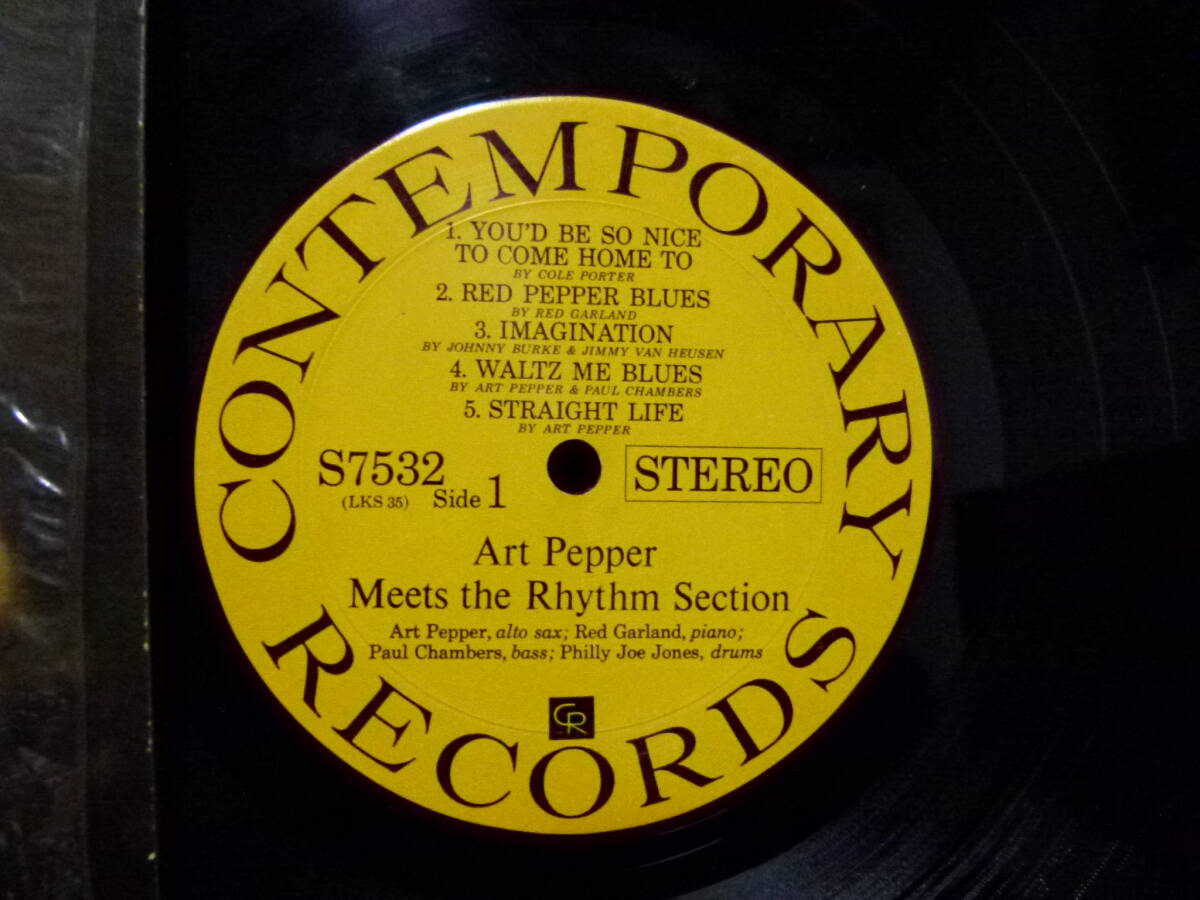 CONTEMPORARY
1. YOU'D BE SO NICE
TO COME HOME TO
BY COLE PORTER
2. RED PEPPER BLUES
BY RED GARLAND
3. IMAGINATION
BY JOHNNY BURKE & JIMMY VAN HEUSEN
4. WALTZ ME BLUES
BY ART PEPPER & PAUL CHAMBERS
5. STRAIGHT LIFE
BY ART PEPPER
S7532
(LKS 35) Side 1
STEREO
Art Pepper
Meets the Rhythm Section
Art Pepper, alto sax; Red Garland, piano;
Paul Chambers, bass; Philly Joe Jones, drums
CR
RECORDS